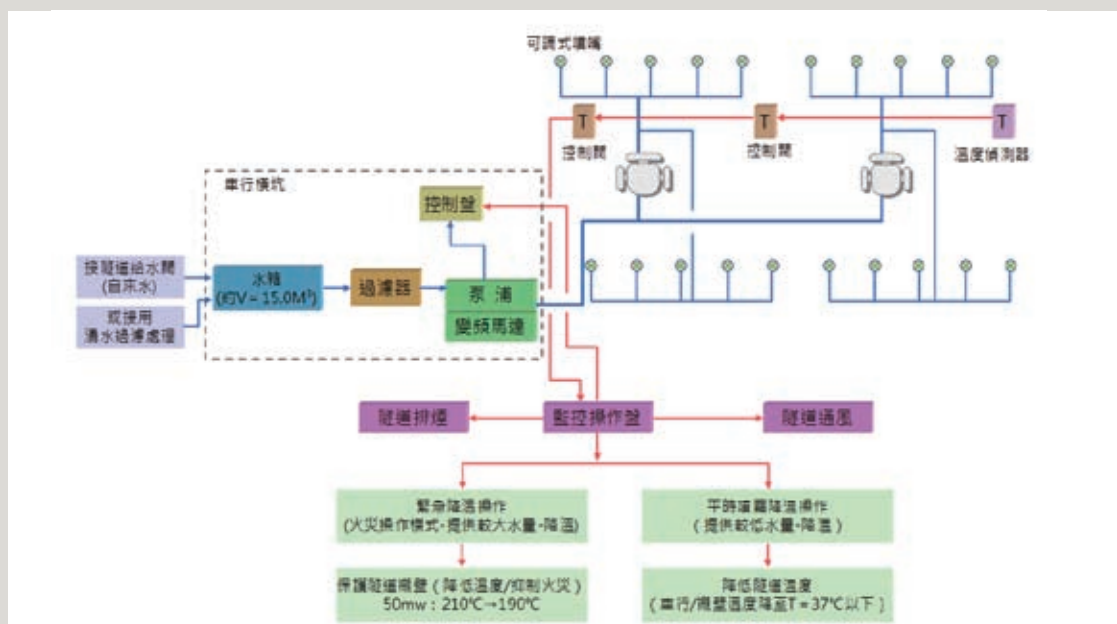 可調式噴嘴
T
T
T
控制閥
控制閥
溫度偵測器
車行橫坑
控制盤
接隧道給水閥
(自來水)
水箱
(約V=15.0M³)
過濾器
泵浦
變頻馬達
或接用
湧水過濾處理
隧道排煙
監控操作盤
隧道通風
緊急降溫操作
(火災操作模式,提供較大水量,降溫)
平時噴霧降溫操作
(提供較低水量,降溫)
保護隧道襯壁(降低溫度/抑制火災)
50mw:210℃→190℃
降低隧道溫度
(車行/襯壁溫度降至T=37℃以下)